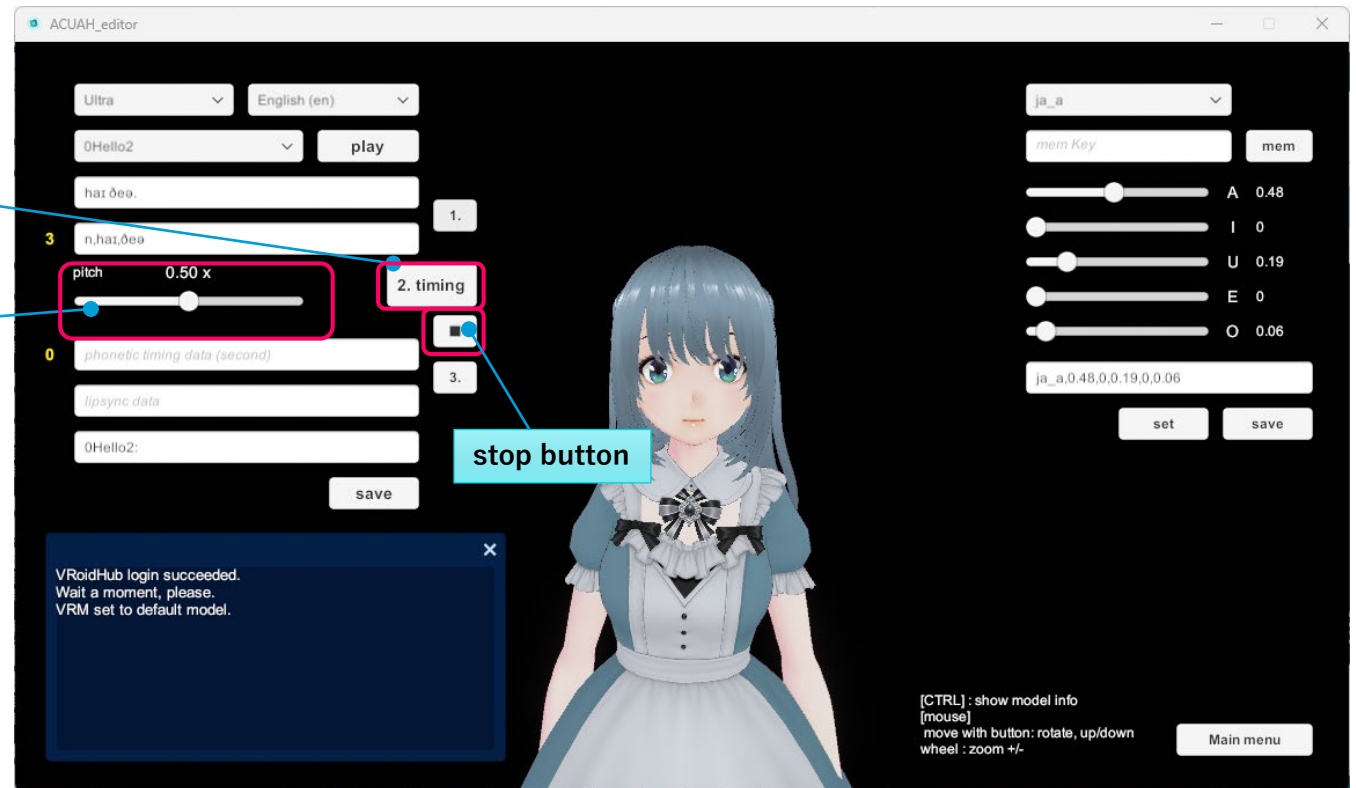 ACUAH_editor
Ultra
English (en)
0Hello2
play
haɪ ðeə.
1.
3
n,haɪ,ðeə
pitch
0.50 x
2. timing
■
0
phonetic timing data (second)
3.
lipsync data
0Hello2:
save
stop button
VRoidHub login succeeded.
Wait a moment, please.
VRM set to default model.
ja_a
mem Key
mem
A 0.48
I 0
U 0.19
E 0
O 0.06
ja_a,0.48,0,0.19,0,0.06
set
save
[CTRL] : show model info
[mouse]
move with button: rotate, up/down
wheel : zoom +/-
Main menu